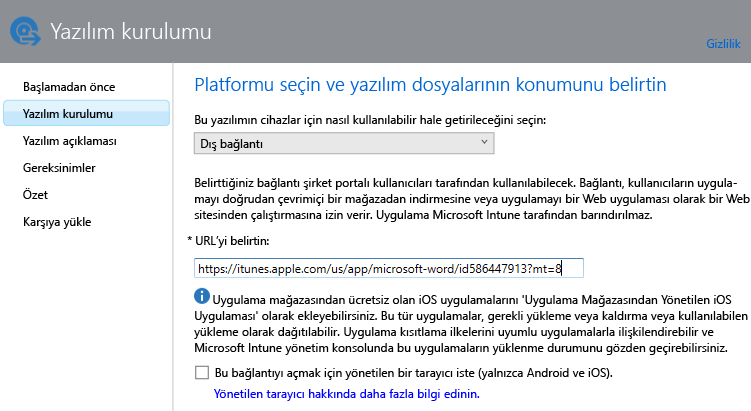 Yazılım kurulumu
Gizlilik
Başlamadan önce
Yazılım kurulumu
Yazılım açıklaması
Gereksinimler
Özet
Karşıya yükle
Platformu seçin ve yazılım dosyalarının konumunu belirtin
Bu yazılımın cihazlar için nasıl kullanılabilir hale getirileceğini seçin:
Dış bağlantı
Belirttiğiniz bağlantı şirket portalı kullanıcıları tarafından kullanılabilecek. Bağlantı, kullanıcıların uygula-
mayı doğrudan çevrimiçi bir mağazadan indirmesine veya uygulamayı bir Web uygulaması olarak bir Web
sitesinden çalıştırmasına izin verir. Uygulama Microsoft Intune tarafından barındırılmaz.
* URL'yi belirtin:
https://itunes.apple.com/us/app/microsoft-word/id586447913?mt=8
Uygulama mağazasından ücretsiz olan iOS uygulamalarını 'Uygulama Mağazasından Yönetilen iOS
Uygulaması' olarak ekleyebilirsiniz. Bu tür uygulamalar, gerekli yükleme veya kaldırma veya kullanılabilen
yükleme olarak dağıtılabilir. Uygulama kısıtlama ilkelerini uyumlu uygulamalarla ilişkilendirebilir ve
Microsoft Intune yönetim konsolunda bu uygulamaların yüklenme durumunu gözden geçirebilirsiniz.
Bu bağlantıyı açmak için yönetilen bir tarayıcı iste (yalnızca Android ve iOS).
Yönetilen tarayıcı hakkında daha fazla bilgi edinin.